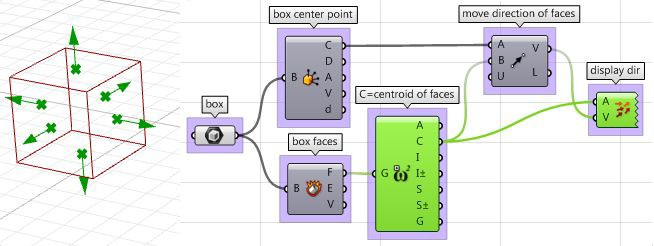 box center point
move direction of faces
C
D
B A
V
d
A
B V
U L
display dir
A
V
box
C=centroid of faces
box faces
F
B E
V
A
C
I
G I±
S
S±
G